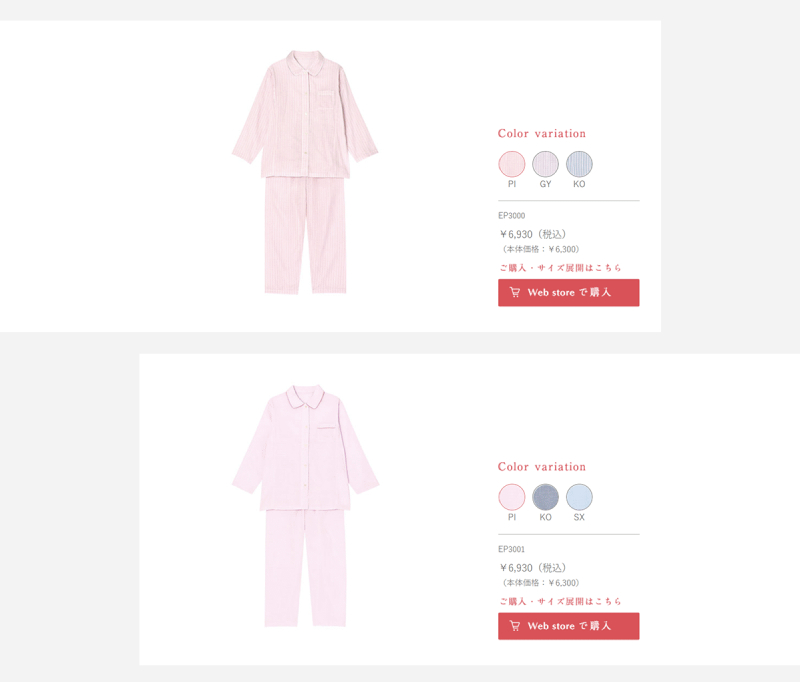 Color variation
PI GY KO
EP3000
￥6,930（税込）
（本体価格：￥6,300）
ご購入・サイズ展開はこちら
Web store で購入
Color variation
PI KO SX
EP3001
￥6,930（税込）
（本体価格：￥6,300）
ご購入・サイズ展開はこちら
Web store で購入